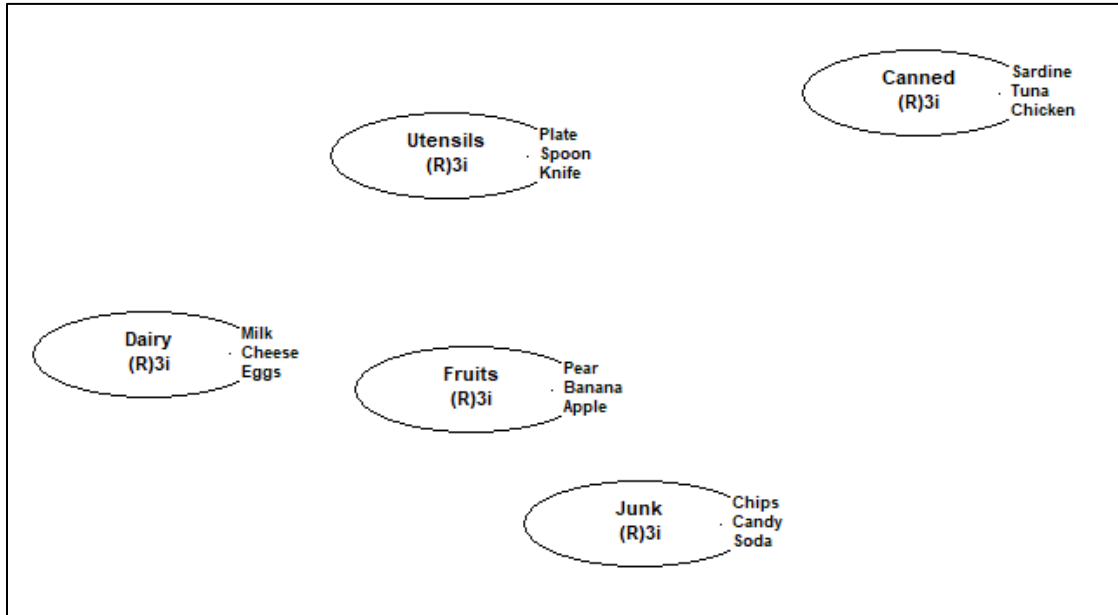 Canned
(R)3i
Sardine
Tuna
Chicken
Utensils
(R)3i
Plate
Spoon
Knife
Dairy
(R)3i
Milk
Cheese
Eggs
Fruits
(R)3i
Pear
Banana
Apple
Junk
(R)3i
Chips
Candy
Soda